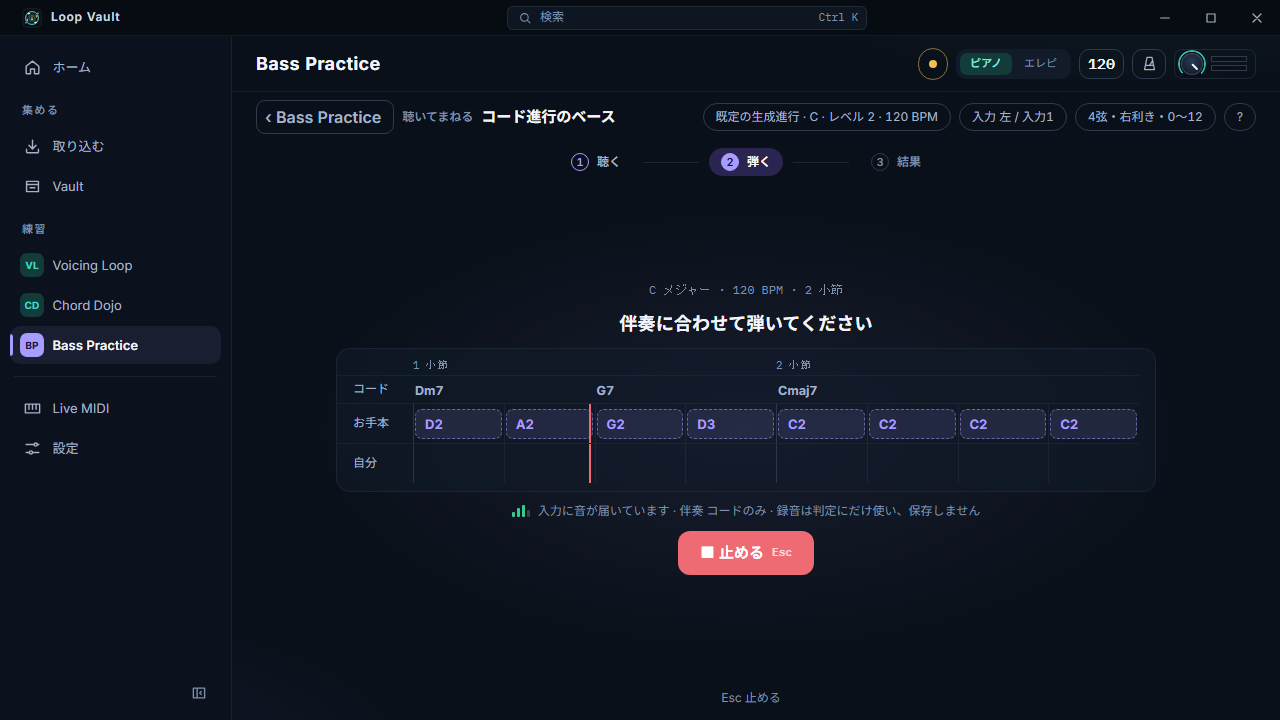 Loop Vault
検索
Ctrl K
ホーム
集める
取り込む
Vault
練習
VL Voicing Loop
CD Chord Dojo
BP Bass Practice
Live MIDI
設定
Bass Practice
ピアノ
エレピ
120
‹ Bass Practice
聴いてまねる
コード進行のベース
既定の生成進行 · C · レベル 2 · 120 BPM
入力 左 / 入力1
4弦・右利き・0〜12
?
1 聴く
2 弾く
3 結果
C メジャー · 120 BPM · 2 小節
伴奏に合わせて弾いてください
1 小節
2 小節
コード Dm7 G7 Cmaj7
お手本 D2 A2 G2 D3 C2 C2 C2 C2
自分
入力に音が届いています · 伴奏 コードのみ · 録音は判定にだけ使い、保存しません
■ 止める Esc
Esc 止める